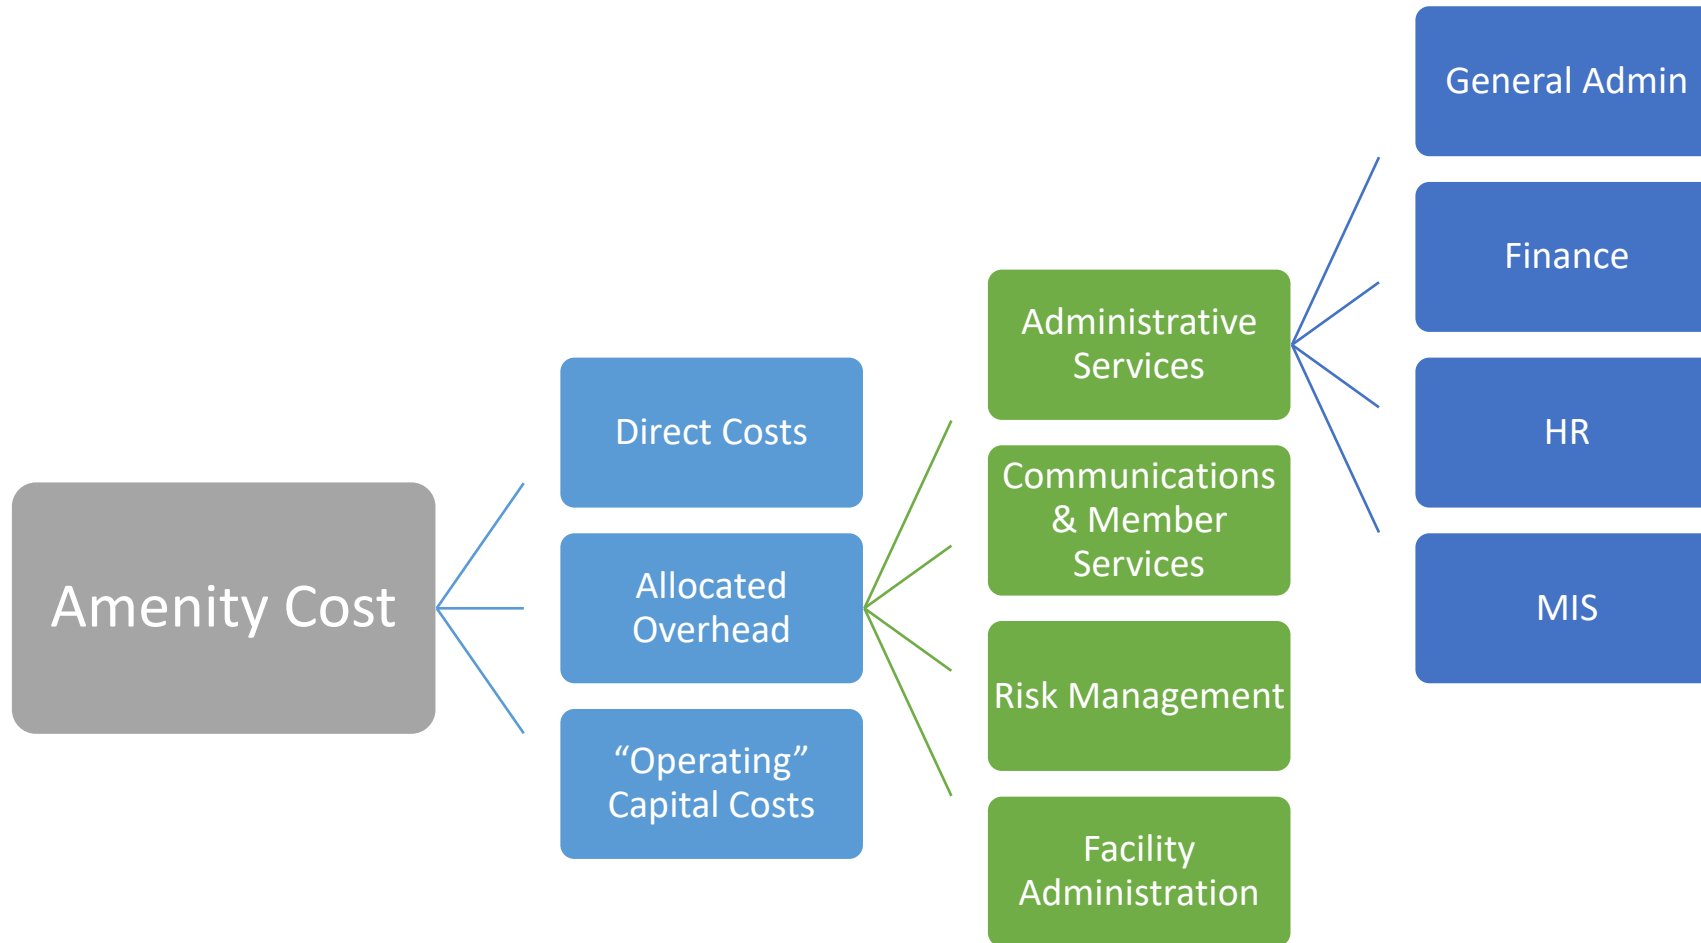 Amenity Cost
Direct Costs
Allocated
Overhead
“Operating”
Capital Costs
Administrative
Services
Communications
& Member
Services
Risk Management
Facility
Administration
General Admin
Finance
HR
MIS